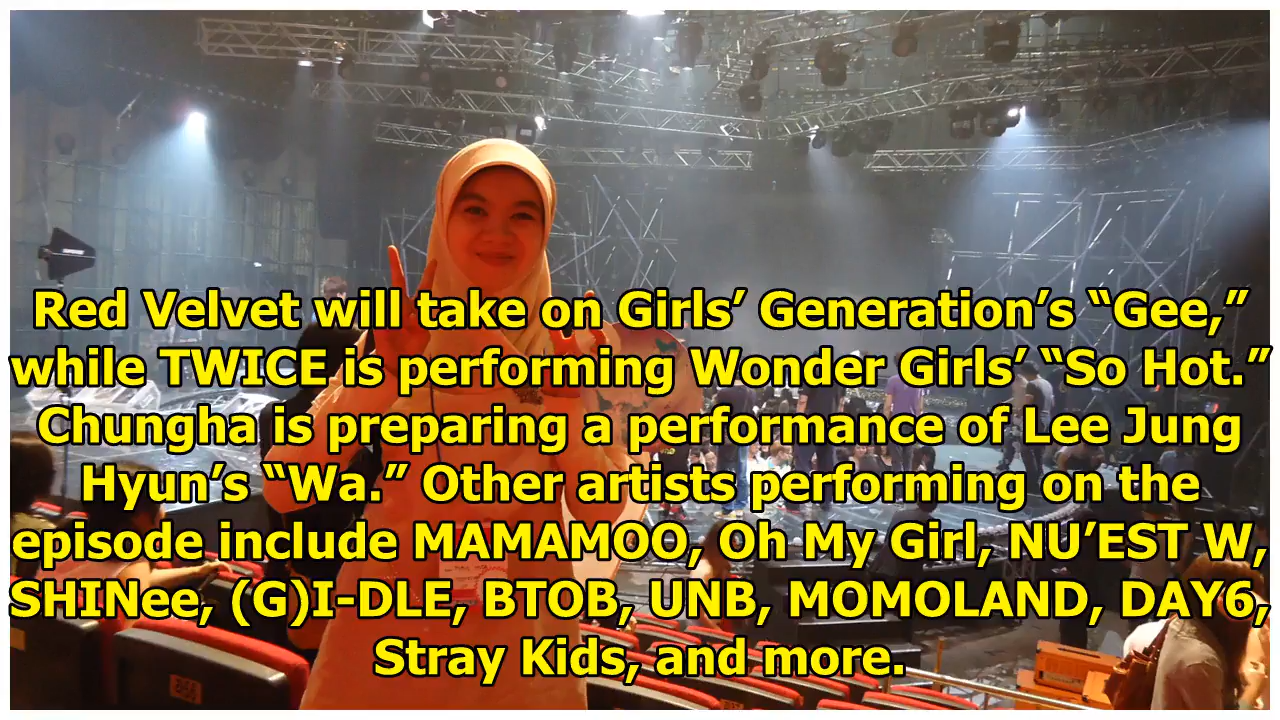 Red Velvet will take on Girls’ Generation’s “Gee,”
while TWICE is performing Wonder Girls’ “So Hot.”
Chungha is preparing a performance of Lee Jung
Hyun’s “Wa.” Other artists performing on the
episode include MAMAMOO, Oh My Girl, NU’EST W,
SHINee, (G)I-DLE, BTOB, UNB, MOMOLAND, DAY6,
Stray Kids, and more.